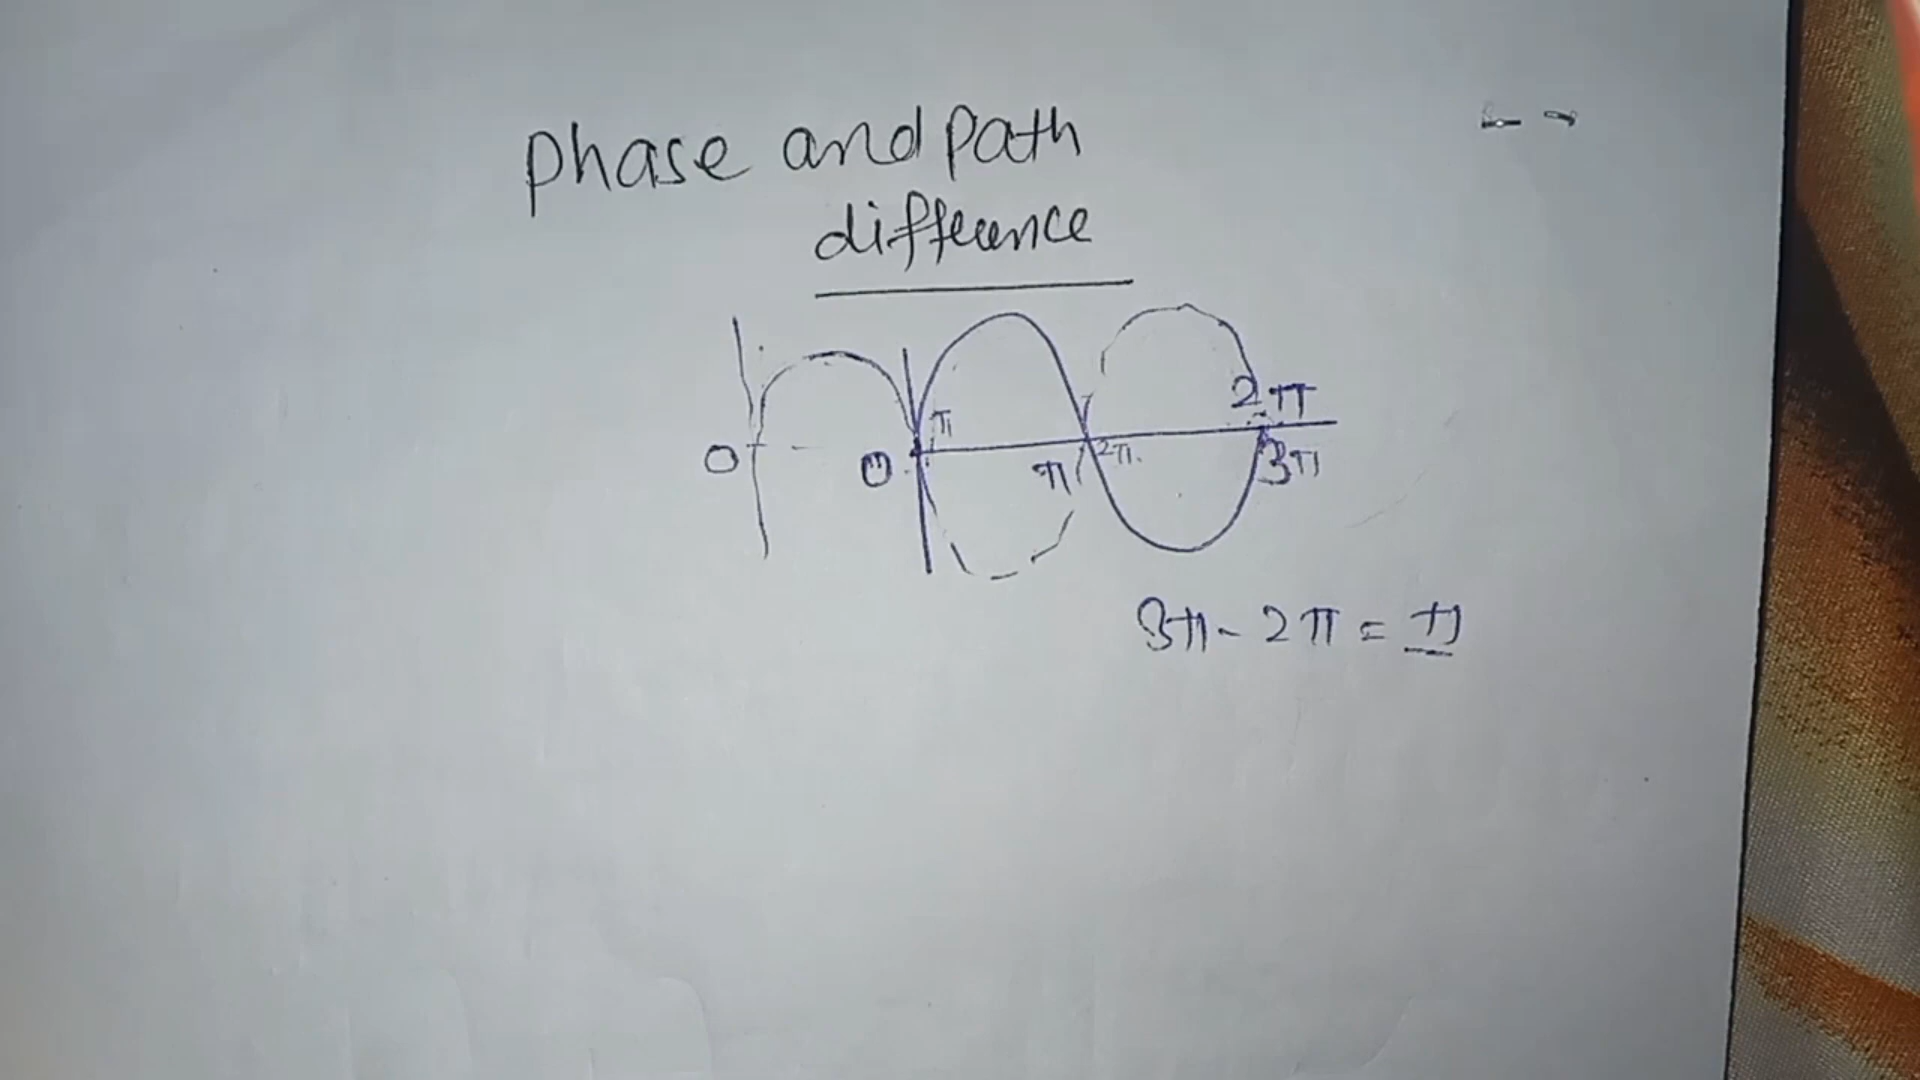 phase and path
difference
2π
π
0 0 π 2π 3π
3π - 2π = π